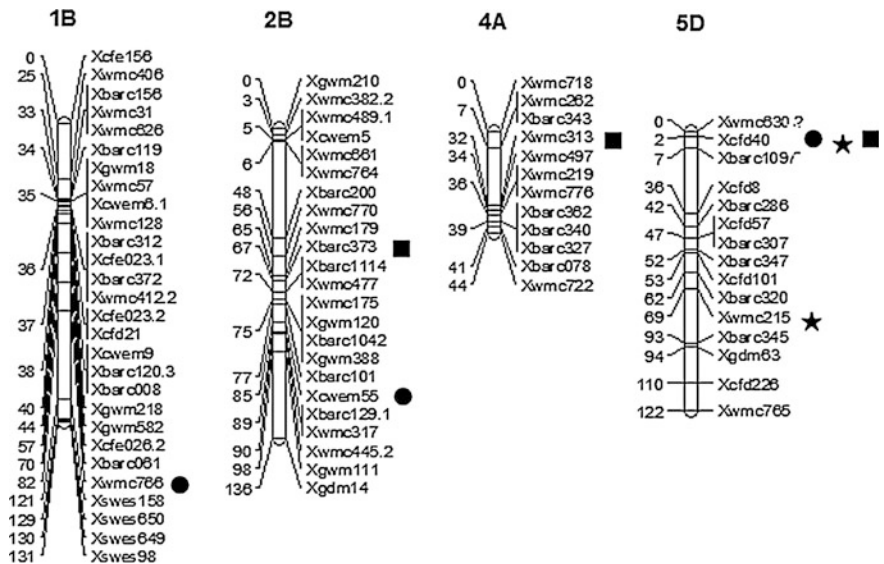 1B
0 Xcfe156
25 Xwmc406
Xbarc156
33 Xwmc31
Xwmc626
34 Xbarc119
Xgwm18
Xwmc57
35 Xcwem6.1
Xwmc128
Xbarc312
Xcfe023.1
36 Xbarc372
Xwmc412.2
Xcfe023.2
37 Xcfd21
Xcwem9
38 Xbarc120.3
Xbarc008
40 Xgwm218
44 Xgwm582
57 Xcfe026.2
70 Xbarc061
82 Xwmc766
121 Xswes158
129 Xswes650
130 Xswes649
131 Xswes98
2B
0 Xgwm210
3 Xwmc382.2
Xwmc489.1
5 Xcwem5
Xwmc661
6 Xwmc764
48 Xbarc200
56 Xwmc770
65 Xwmc179
67 Xbarc373
Xbarc1114
72 Xwmc477
Xwmc175
Xgwm120
75 Xbarc1042
Xgwm388
77 Xbarc101
85 Xcwem55
Xbarc129.1
89 Xwmc317
90 Xwmc445.2
98 Xgwm111
136 Xgdm14
4A
0 Xwmc718
Xwmc262
7 Xbarc343
32 Xwmc313
34 Xwmc497
Xwmc219
36 Xwmc776
Xbarc362
39 Xbarc340
Xbarc327
41 Xbarc078
44 Xwmc722
5D
0
2 Xcfd40
7
36 Xcfd8
42 Xbarc286
Xcfd57
47 Xbarc307
52 Xbarc347
53 Xcfd101
62 Xbarc320
69 Xwmc215
93 Xbarc345
94 Xgdm63
110 Xcfd226
122 Xwmc765